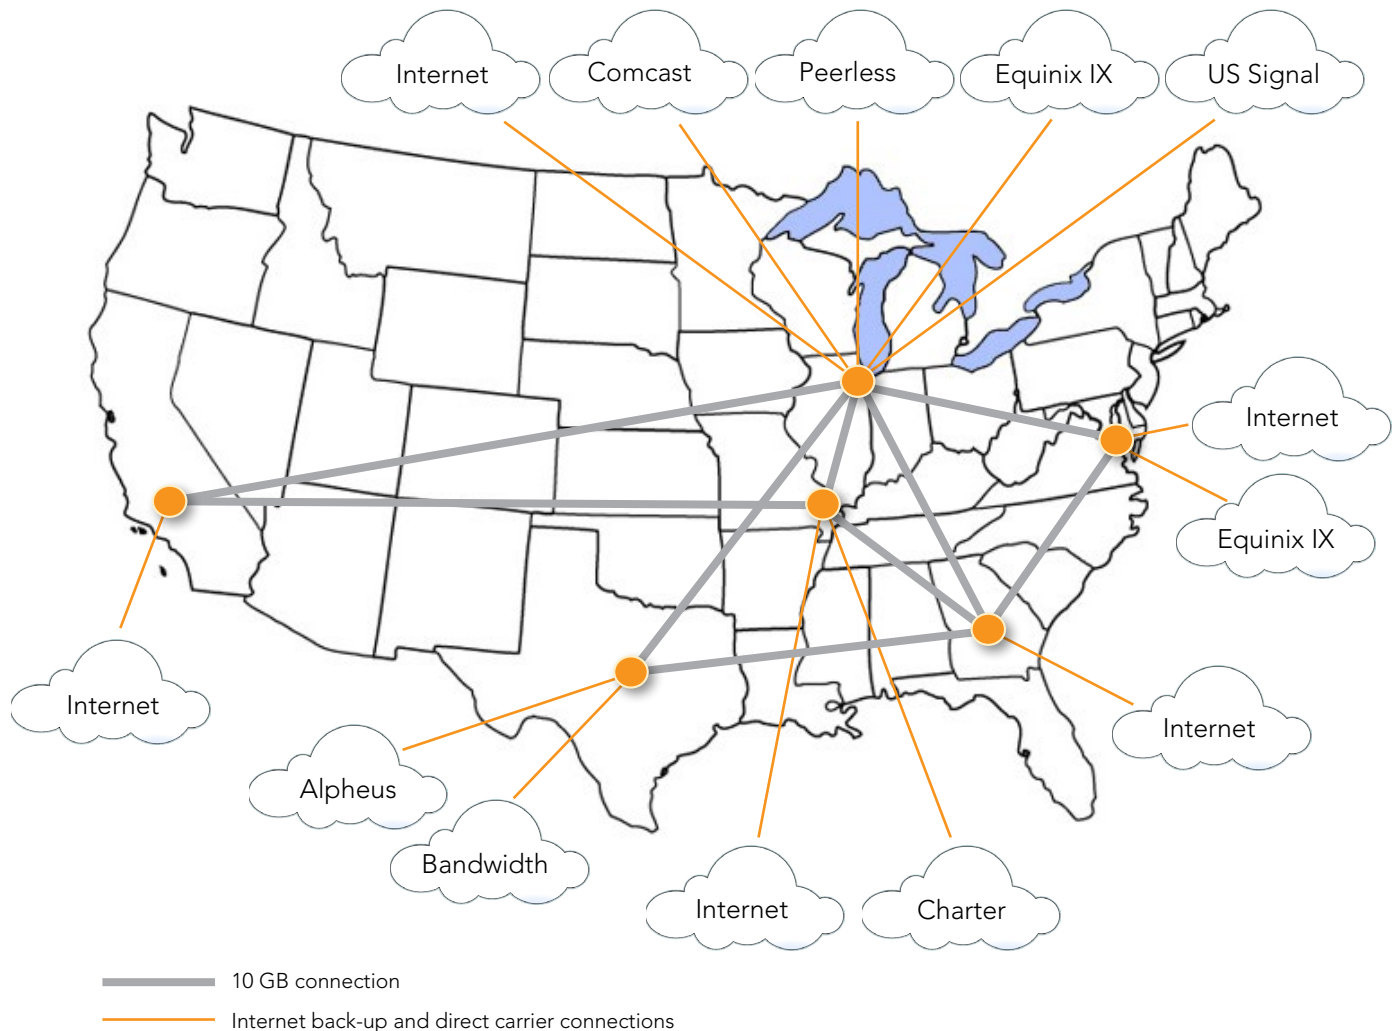 Internet
Comcast
Peerless
Equinix IX
US Signal
Internet
Equinix IX
Internet
Internet
Alpheus
Bandwidth
Internet
Charter
10 GB connection
Internet back-up and direct carrier connections